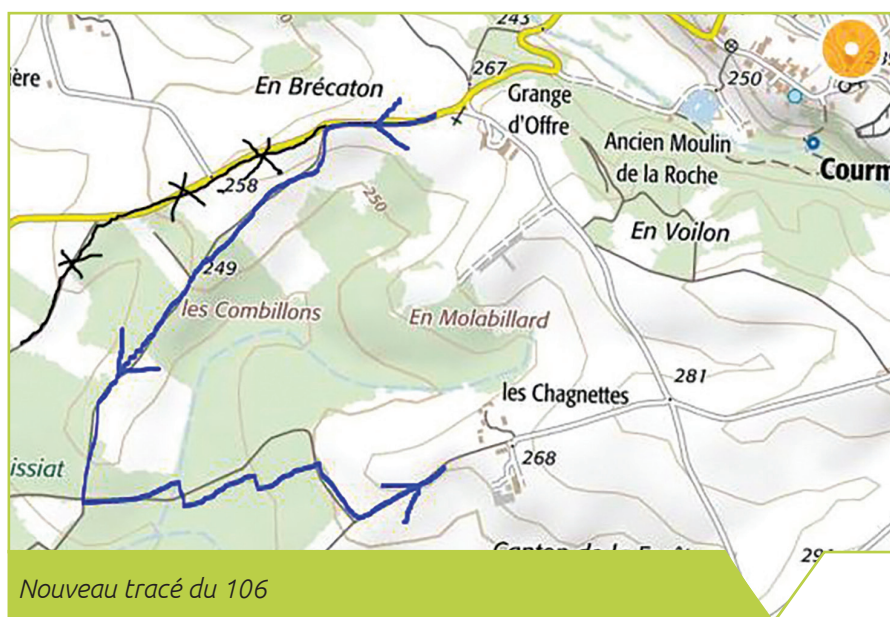 243
267
250
ière
En Brécaton
Grange
d'Offre
Ancien Moulin
de la Roche
Courm
258
250
En Voilon
249
les Combillons
En Molabillard
281
les Chagnettes
issiat
268
Nouveau tracé du 106